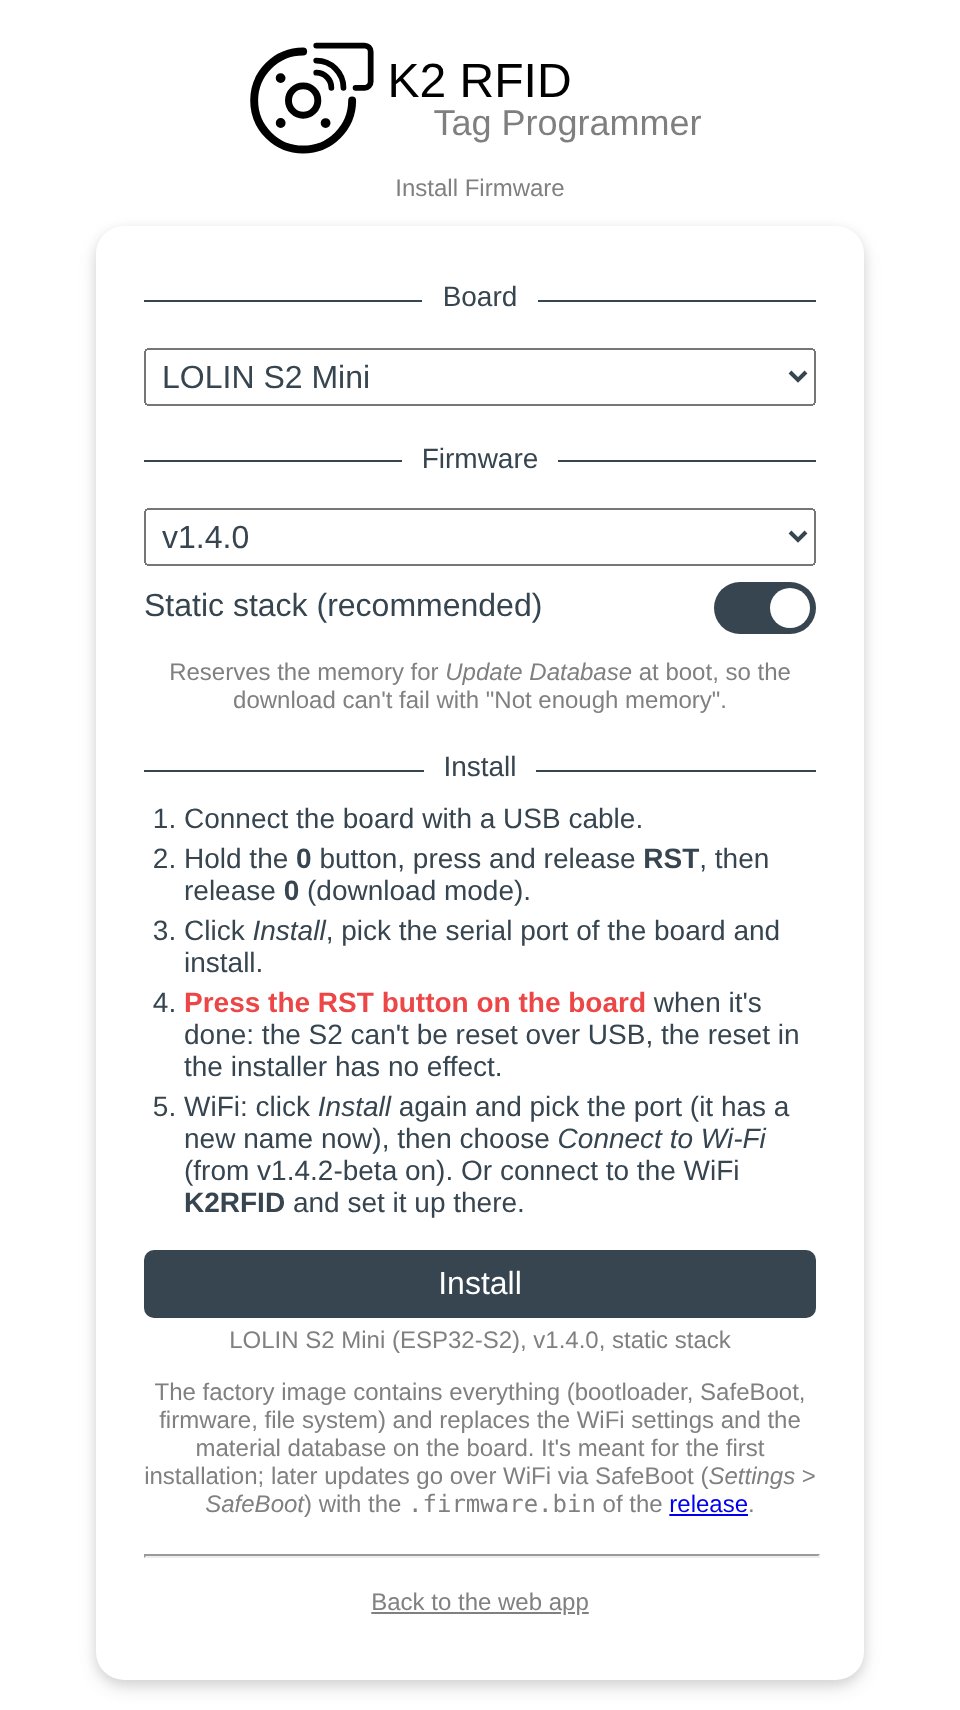 K2 RFID
Tag Programmer
Install Firmware
Board
LOLIN S2 Mini
Firmware
v1.4.0
Static stack (recommended)
Reserves the memory for Update Database at boot, so the
download can't fail with "Not enough memory".
Install
1. Connect the board with a USB cable.
2. Hold the 0 button, press and release RST, then
release 0 (download mode).
3. Click Install, pick the serial port of the board and
install.
4. Press the RST button on the board when it's
done: the S2 can't be reset over USB, the reset in
the installer has no effect.
5. WiFi: click Install again and pick the port (it has a
new name now), then choose Connect to Wi-Fi
(from v1.4.2-beta on). Or connect to the WiFi
K2RFID and set it up there.
Install
LOLIN S2 Mini (ESP32-S2), v1.4.0, static stack
The factory image contains everything (bootloader, SafeBoot,
firmware, file system) and replaces the WiFi settings and the
material database on the board. It's meant for the first
installation; later updates go over WiFi via SafeBoot (Settings >
SafeBoot) with the .firmware.bin of the release.
Back to the web app